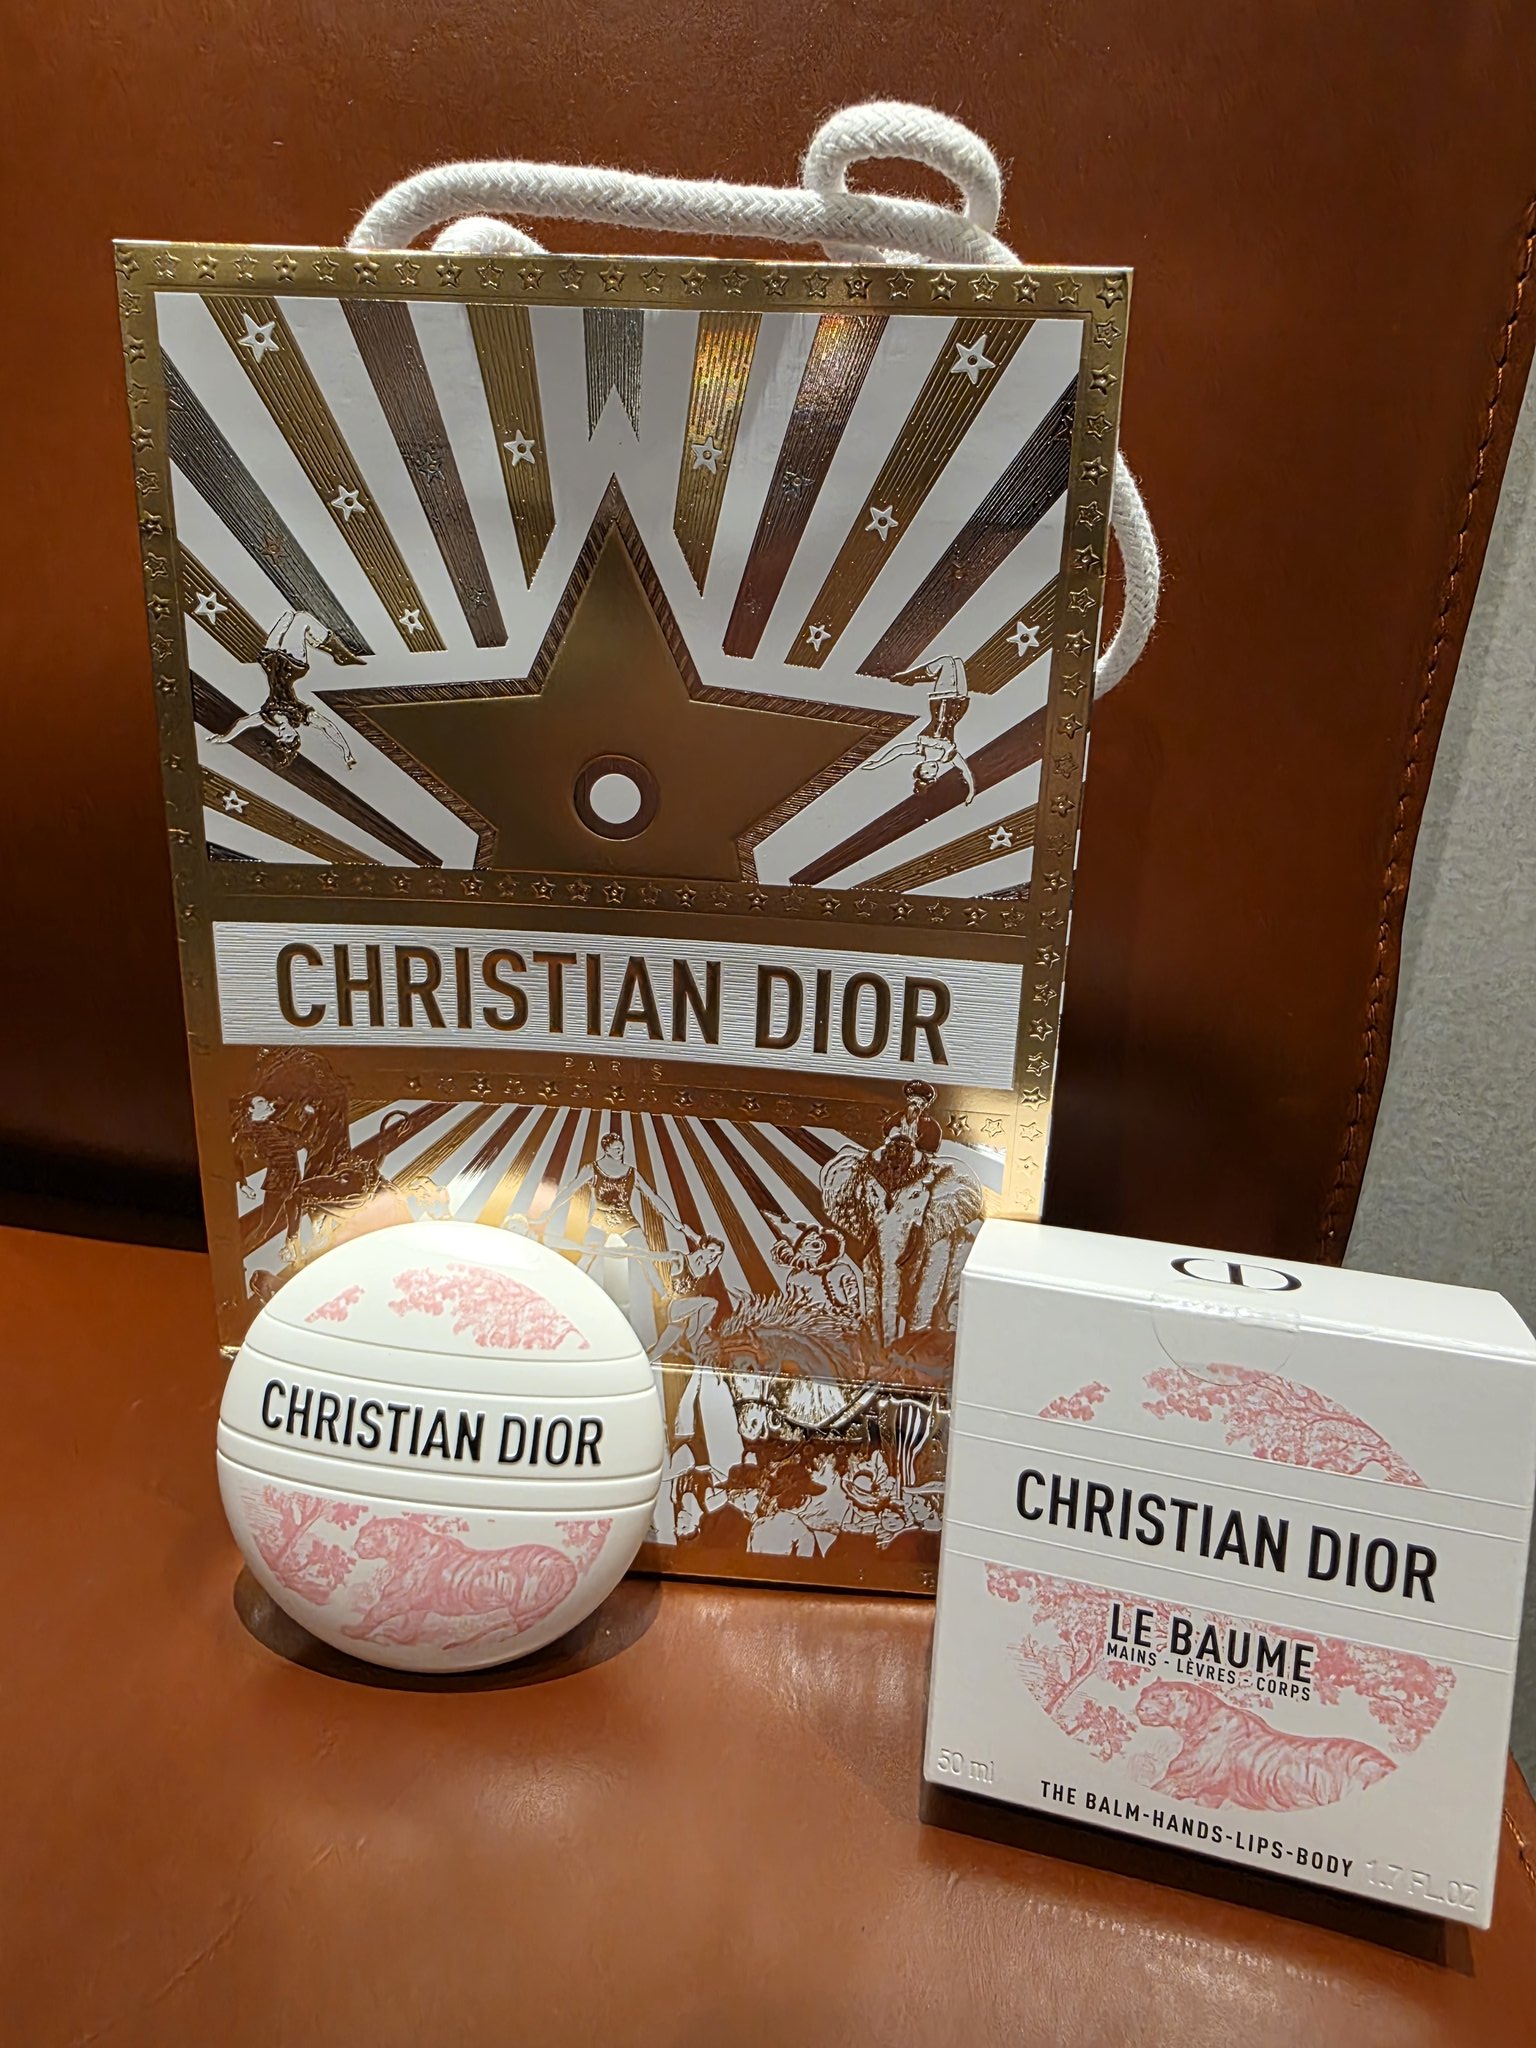 CHRISTIAN DIOR
PARIS
CHRISTIAN DIOR
CHRISTIAN DIOR
LE BAUME
MAINS - LÈVRES - CORPS
50 ml
THE BALM-HANDS-LIPS-BODY
1.7 FL.OZ